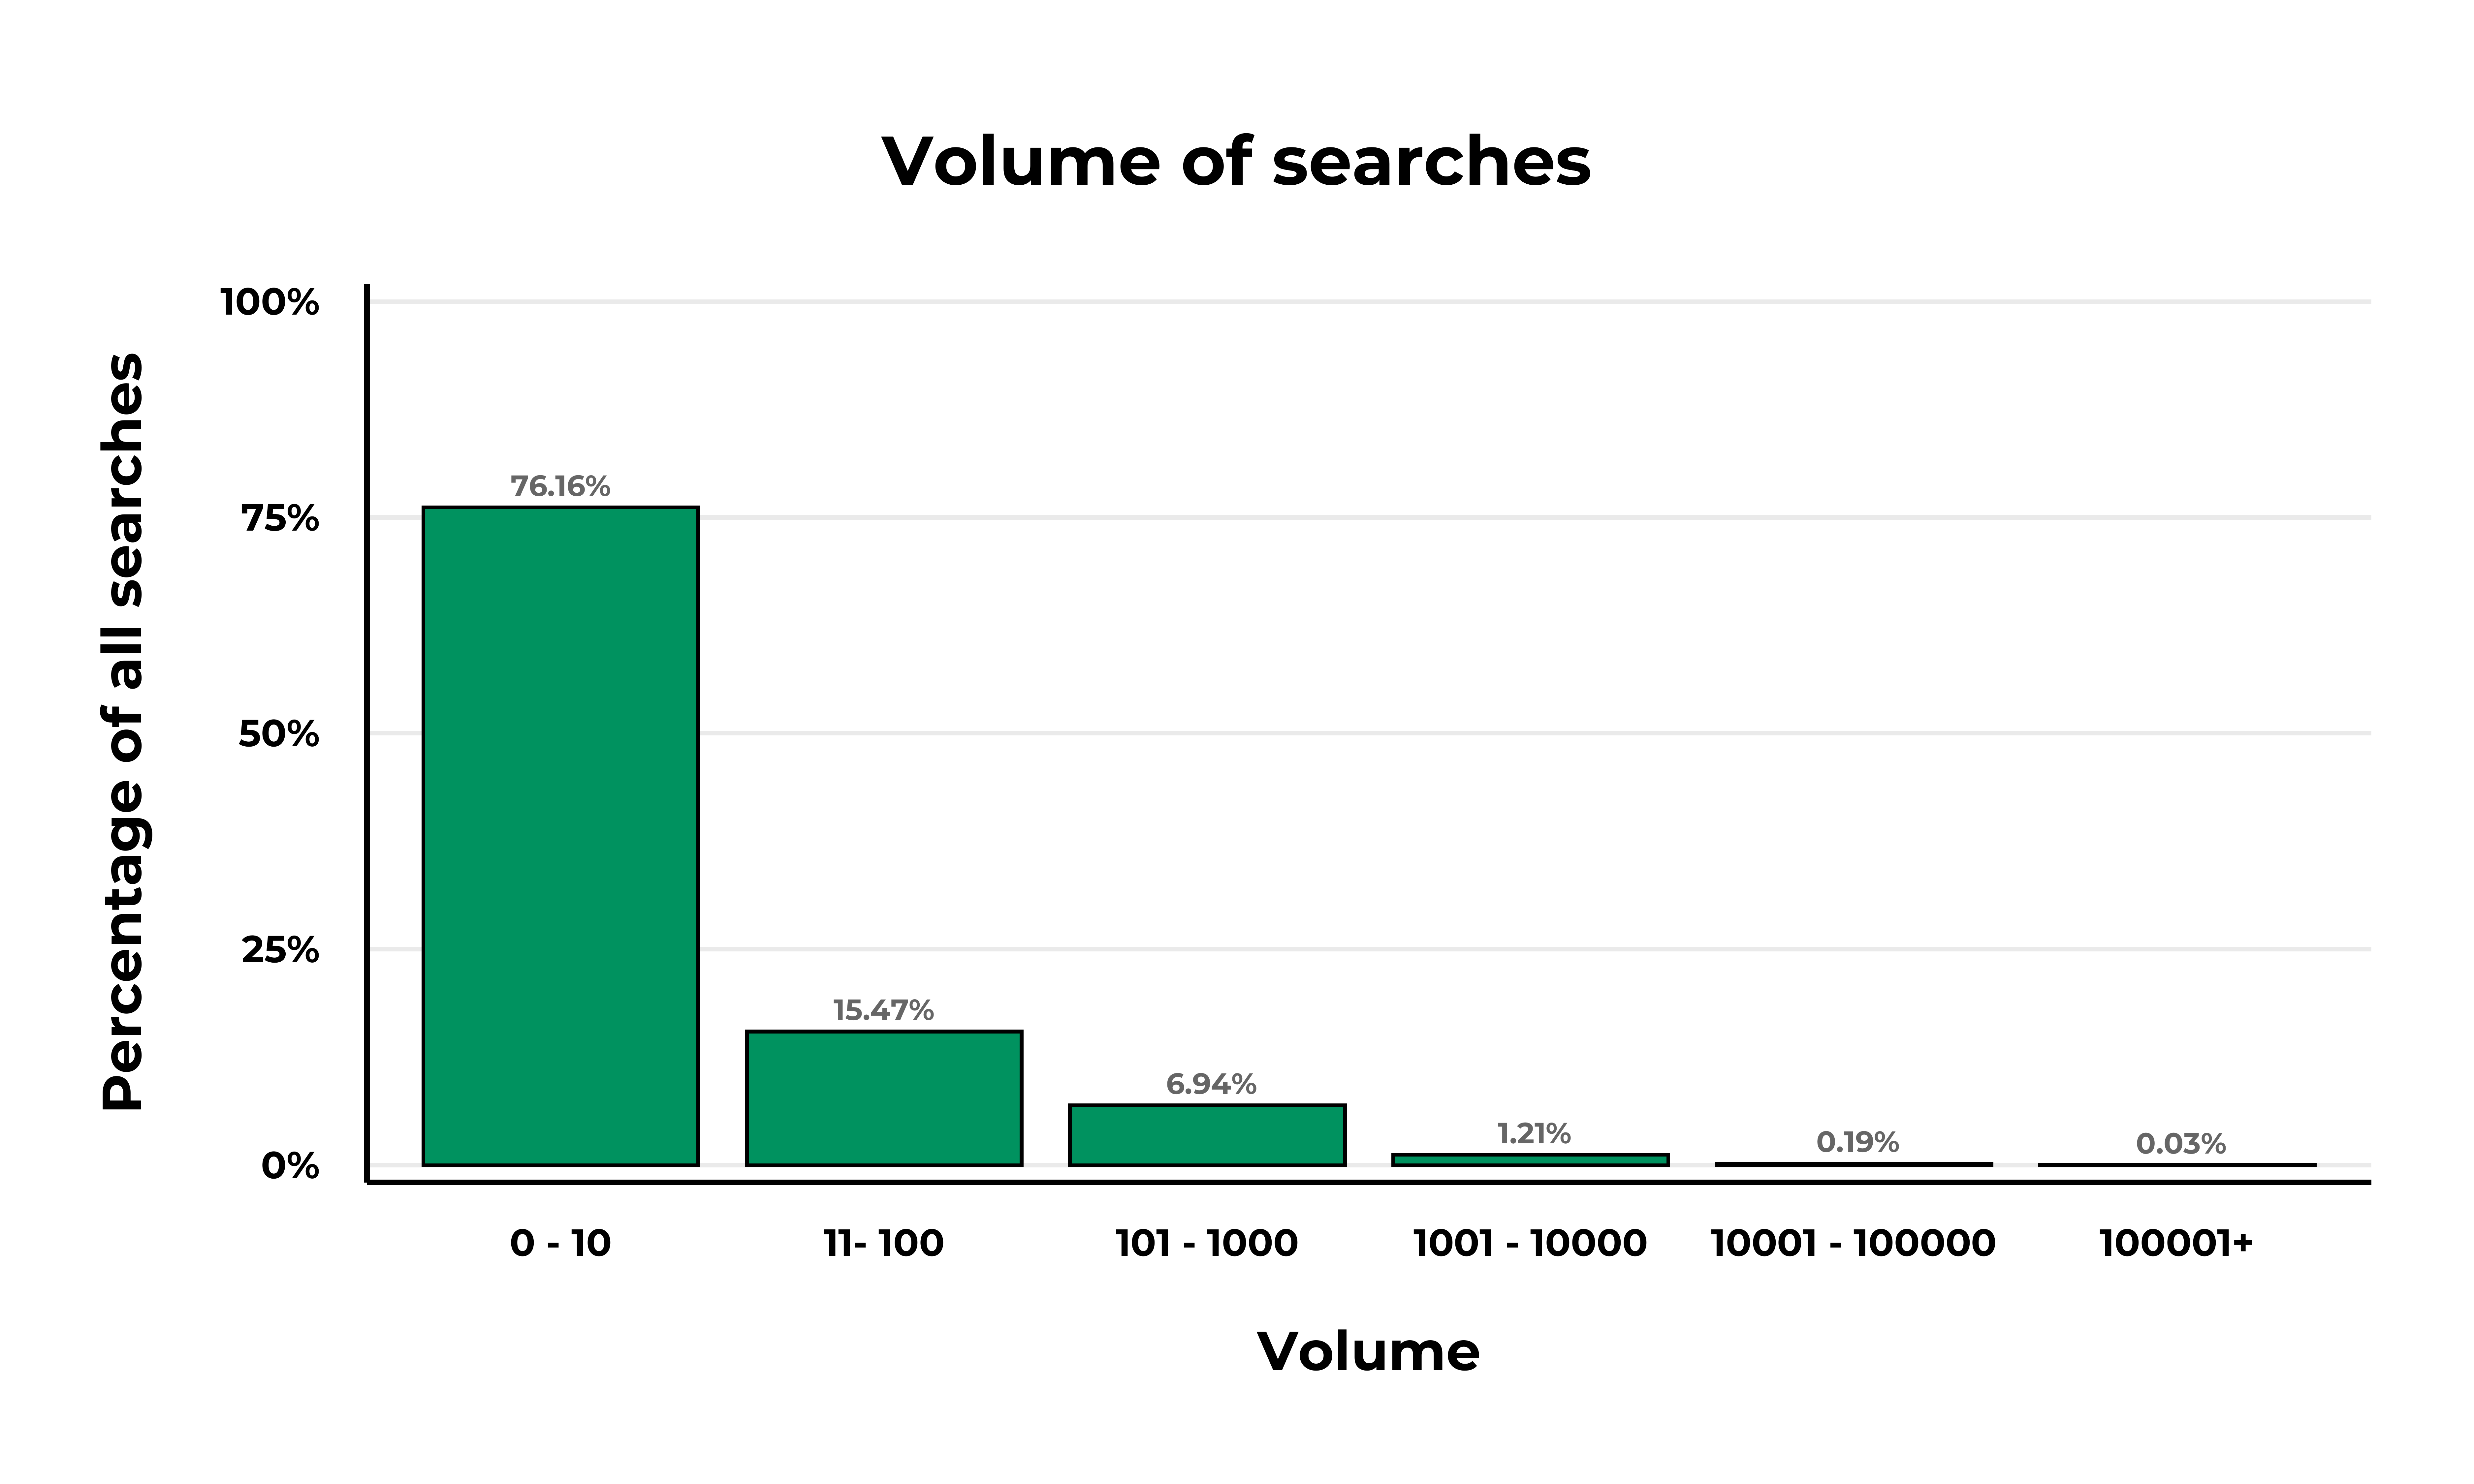 Volume of searches
Percentage of all searches
100%
75%
50%
25%
0%
76.16%
15.47%
6.94%
1.21%
0.19%
0.03%
0 - 10
11- 100
101 - 1000
1001 - 10000
10001 - 100000
100001+
Volume